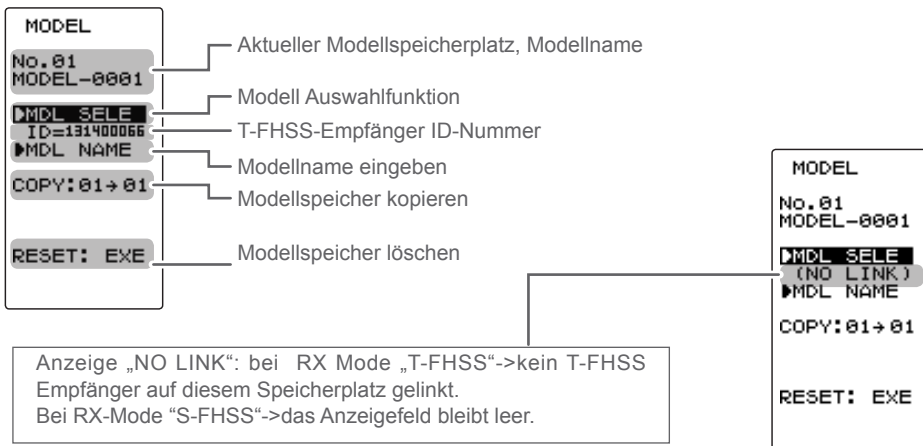 MODEL
No.01
MODEL-0001
▶MDL SELE
ID=131400066
▶MDL NAME
COPY:01→01
RESET: EXE
Aktueller Modellspeicherplatz, Modellname
Modell Auswahlfunktion
T-FHSS-Empfänger ID-Nummer
Modellname eingeben
Modellspeicher kopieren
Modellspeicher löschen
MODEL
No.01
MODEL-0001
▶MDL SELE
(NO LINK)
▶MDL NAME
COPY:01→01
RESET: EXE
Anzeige „NO LINK“: bei RX Mode „T-FHSS“->kein T-FHSS
Empfänger auf diesem Speicherplatz gelinkt.
Bei RX-Mode “S-FHSS”->das Anzeigefeld bleibt leer.